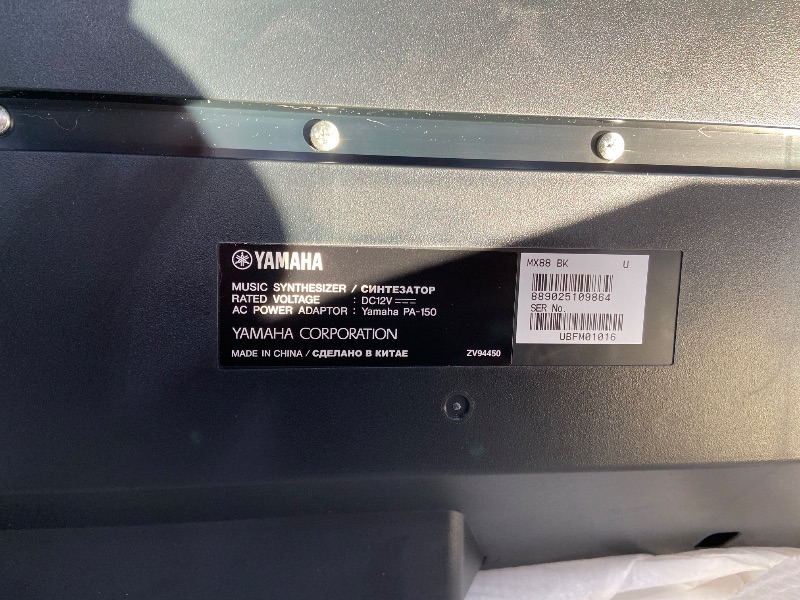 YAMAHA
MUSIC SYNTHESIZER / СИНТЕЗАТОР
RATED VOLTAGE : DC12V
AC POWER ADAPTOR : Yamaha PA-150
YAMAHA CORPORATION
MADE IN CHINA / СДЕЛАНО В КИТАЕ ZV94450
MX88 BK U
889025109864
SER No.
UBFM01016